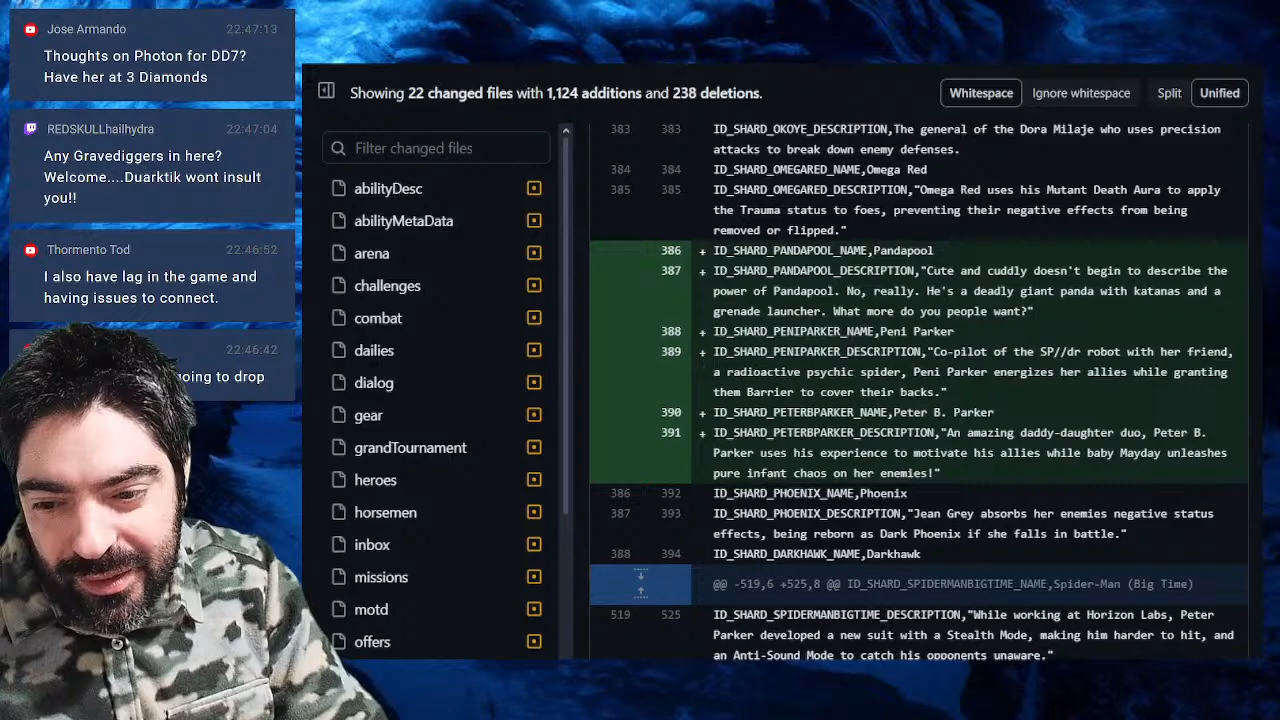 Jose Armando 22:47:13
Thoughts on Photon for DD7?
Have her at 3 Diamonds
REDSKULLhailhydra 22:47:04
Any Gravediggers in here?
Welcome....Duarktik wont insult
you!!
Thormento Tod 22:46:52
I also have lag in the game and
having issues to connect.
22:46:42
going to drop
Showing 22 changed files with 1,124 additions and 238 deletions.
Whitespace Ignore whitespace Split Unified
Filter changed files
abilityDesc
abilityMetaData
arena
challenges
combat
dailies
dialog
gear
grandTournament
heroes
horsemen
inbox
missions
motd
offers
383 383 ID_SHARD_OKOYE_DESCRIPTION,The general of the Dora Milaje who uses precision
attacks to break down enemy defenses.
384 384 ID_SHARD_OMEGARED_NAME,Omega Red
385 385 ID_SHARD_OMEGARED_DESCRIPTION,"Omega Red uses his Mutant Death Aura to apply
the Trauma status to foes, preventing their negative effects from being
removed or flipped."
386 + ID_SHARD_PANDAPOOL_NAME,Pandapool
387 + ID_SHARD_PANDAPOOL_DESCRIPTION,"Cute and cuddly doesn't begin to describe the
power of Pandapool. No, really. He's a deadly giant panda with katanas and a
grenade launcher. What more do you people want?"
388 + ID_SHARD_PENIPARKER_NAME,Peni Parker
389 + ID_SHARD_PENIPARKER_DESCRIPTION,"Co-pilot of the SP//dr robot with her friend,
a radioactive psychic spider, Peni Parker energizes her allies while granting
them Barrier to cover their backs."
390 + ID_SHARD_PETERBPARKER_NAME,Peter B. Parker
391 + ID_SHARD_PETERBPARKER_DESCRIPTION,"An amazing daddy-daughter duo, Peter B.
Parker uses his experience to motivate his allies while baby Mayday unleashes
pure infant chaos on her enemies!"
386 392 ID_SHARD_PHOENIX_NAME,Phoenix
387 393 ID_SHARD_PHOENIX_DESCRIPTION,"Jean Grey absorbs her enemies negative status
effects, being reborn as Dark Phoenix if she falls in battle."
388 394 ID_SHARD_DARKHAWK_NAME,Darkhawk
@@ -519,6 +525,8 @@ ID_SHARD_SPIDERMANBIGTIME_NAME,Spider-Man (Big Time)
519 525 ID_SHARD_SPIDERMANBIGTIME_DESCRIPTION,"While working at Horizon Labs, Peter
Parker developed a new suit with a Stealth Mode, making him harder to hit, and
an Anti-Sound Mode to catch his opponents unaware."